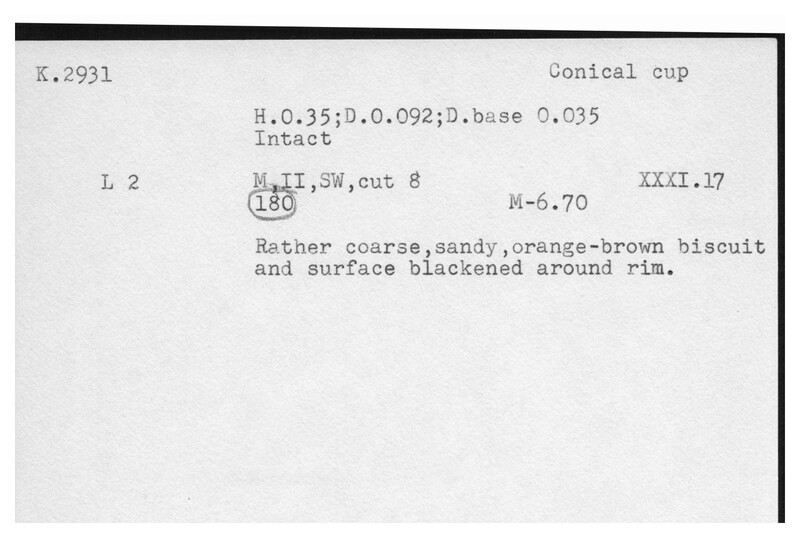 K.2931
Conical cup
H.0.35;D.0.092;D.base 0.035
Intact
L 2
M,II,SW,cut 8
XXXI.17
180
M-6.70
Rather coarse,sandy,orange-brown biscuit
and surface blackened around rim.